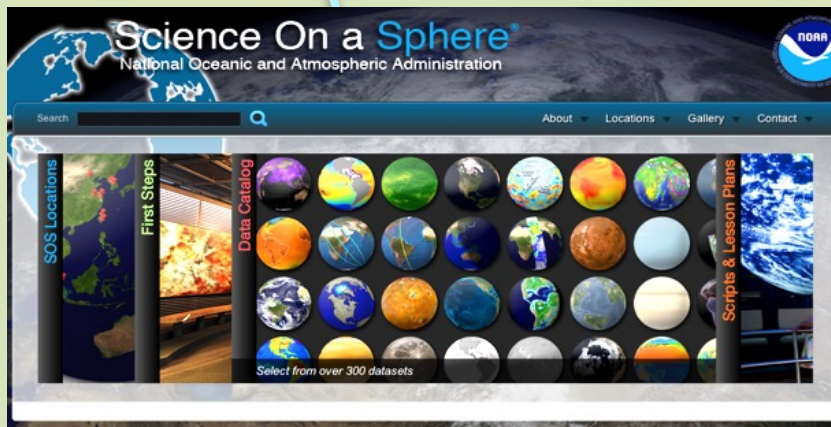 Science On a Sphere®
National Oceanic and Atmospheric Administration
NOAA
Search
About
Locations
Gallery
Contact
SOS Locations
First Steps
Data Catalog
Scripts & Lesson Plans
Select from over 300 datasets